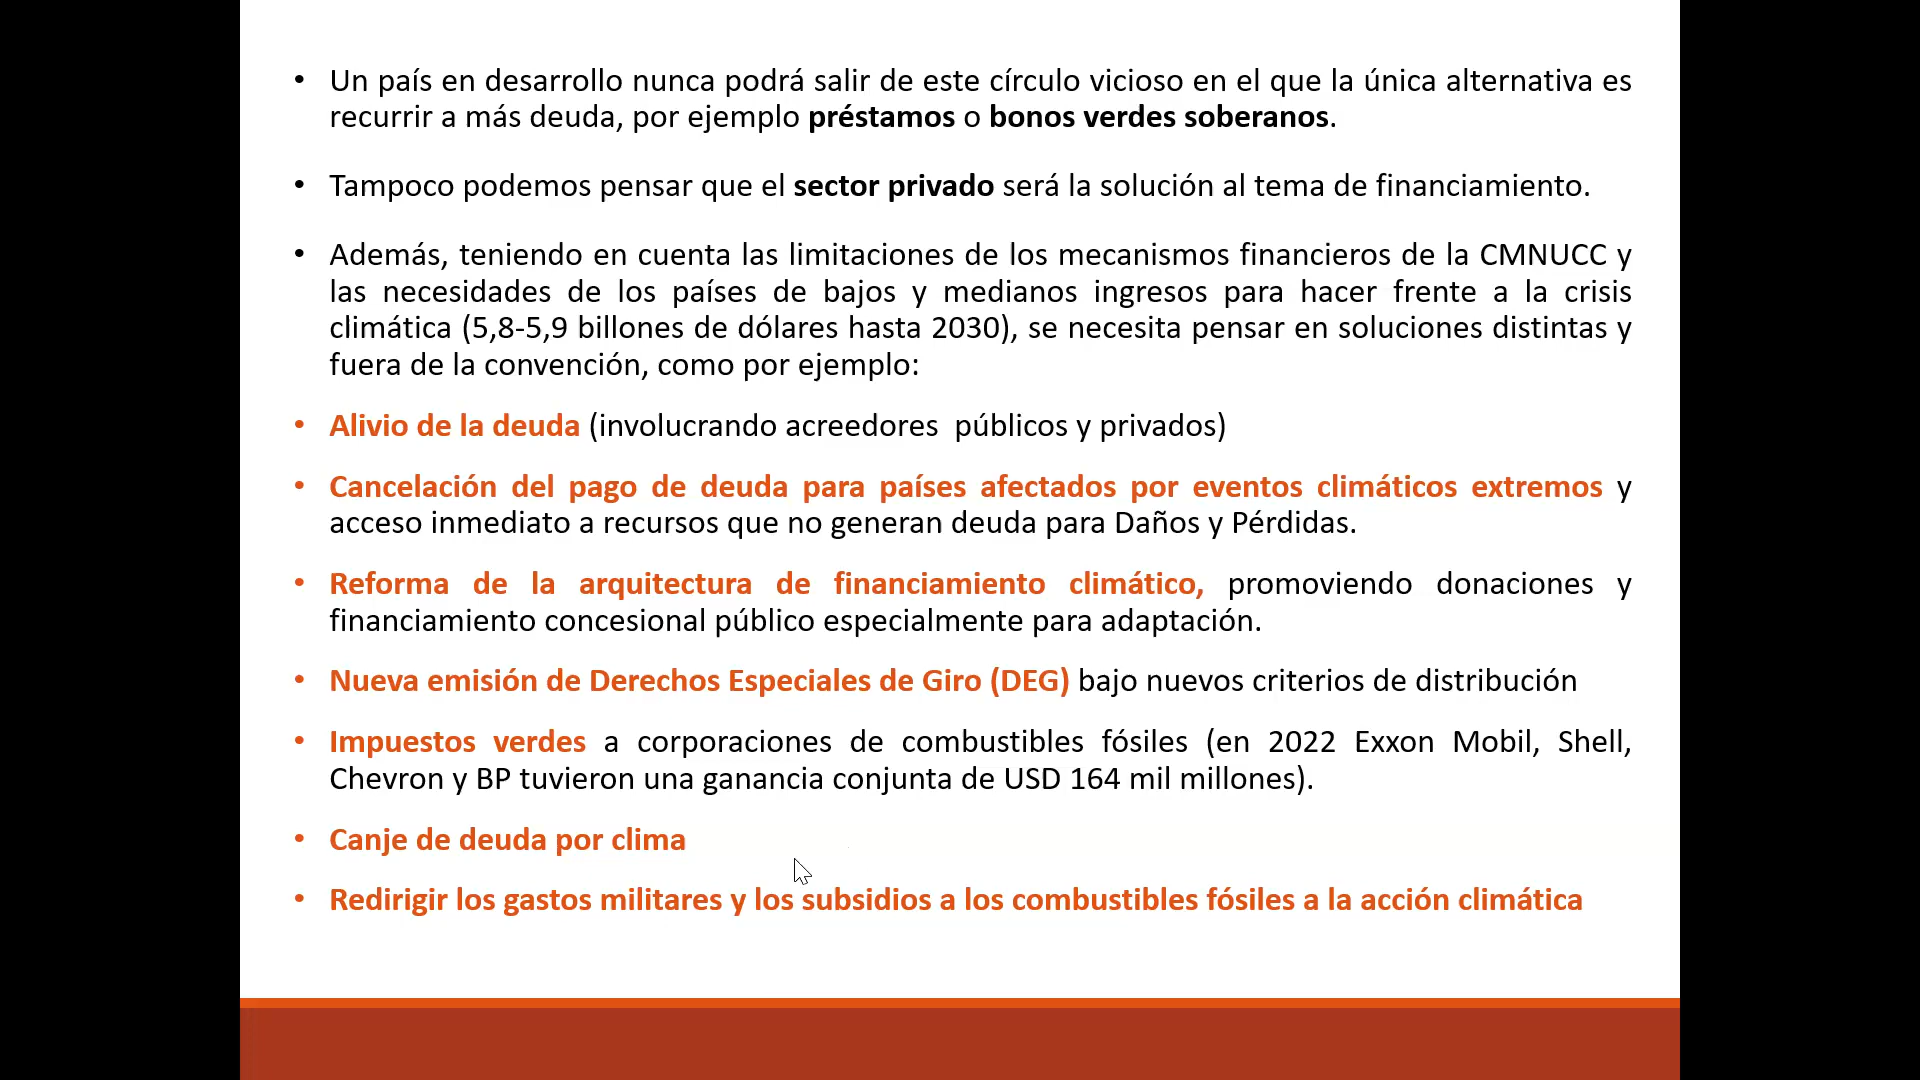 • Un país en desarrollo nunca podrá salir de este círculo vicioso en el que la única alternativa es
recurrir a más deuda, por ejemplo préstamos o bonos verdes soberanos.
• Tampoco podemos pensar que el sector privado será la solución al tema de financiamiento.
• Además, teniendo en cuenta las limitaciones de los mecanismos financieros de la CMNUCC y
las necesidades de los países de bajos y medianos ingresos para hacer frente a la crisis
climática (5,8-5,9 billones de dólares hasta 2030), se necesita pensar en soluciones distintas y
fuera de la convención, como por ejemplo:
• Alivio de la deuda (involucrando acreedores públicos y privados)
• Cancelación del pago de deuda para países afectados por eventos climáticos extremos y
acceso inmediato a recursos que no generan deuda para Daños y Pérdidas.
• Reforma de la arquitectura de financiamiento climático, promoviendo donaciones y
financiamiento concesional público especialmente para adaptación.
• Nueva emisión de Derechos Especiales de Giro (DEG) bajo nuevos criterios de distribución
• Impuestos verdes a corporaciones de combustibles fósiles (en 2022 Exxon Mobil, Shell,
Chevron y BP tuvieron una ganancia conjunta de USD 164 mil millones).
• Canje de deuda por clima
• Redirigir los gastos militares y los subsidios a los combustibles fósiles a la acción climática